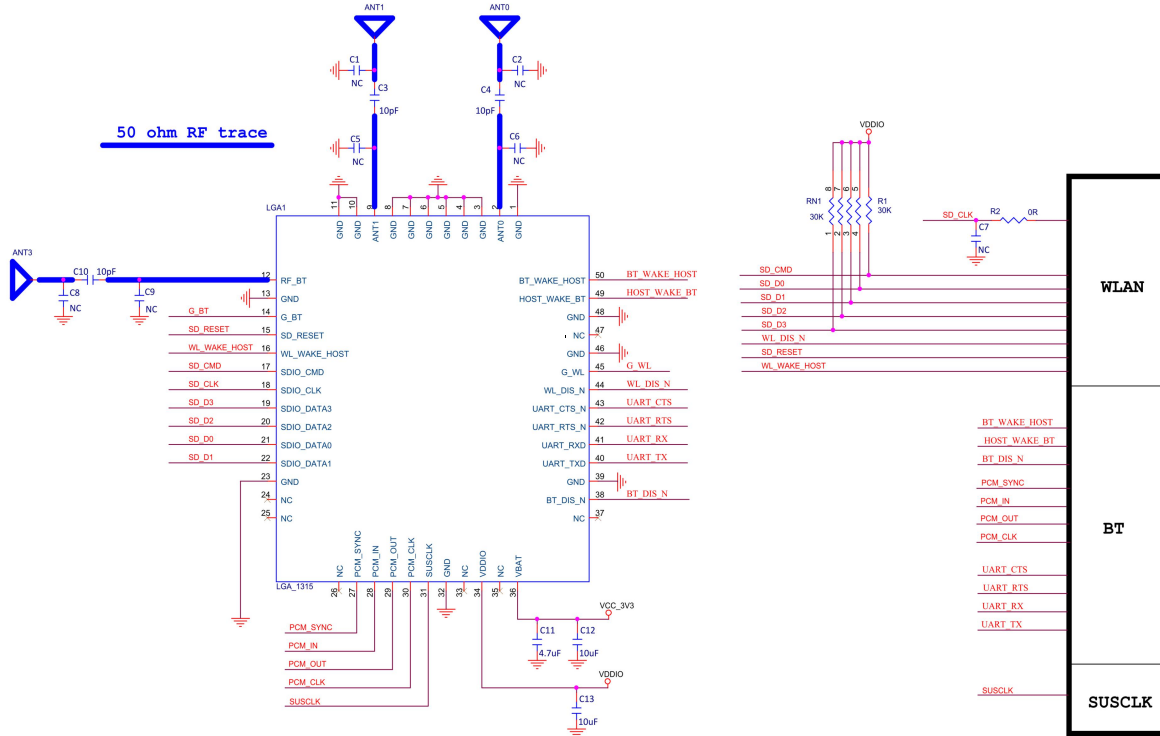 ANT1
ANT0
C1
NC
C2
NC
C3
10pF
C4
10pF
50 ohm RF trace
C5
NC
C6
NC
LGA1
11 10 9 8 7 6 5 4 3 2 1
GND GND ANT1 GND GND GND GND GND GND ANT0 GND
ANT3
C10 10pF
C8
NC
C9
NC
12 RF_BT
13 GND
G_BT 14 G_BT
SD_RESET 15 SD_RESET
WL_WAKE_HOST 16 WL_WAKE_HOST
SD_CMD 17 SDIO_CMD
SD_CLK 18 SDIO_CLK
SD_D3 19 SDIO_DATA3
SD_D2 20 SDIO_DATA2
SD_D0 21 SDIO_DATA0
SD_D1 22 SDIO_DATA1
23 GND
24 NC
25 NC
BT_WAKE_HOST 50 BT_WAKE_HOST
HOST_WAKE_BT 49 HOST_WAKE_BT
GND 48
NC 47
GND 46
G_WL 45 G_WL
WL_DIS_N 44 WL_DIS_N
UART_CTS_N 43 UART_CTS
UART_RTS_N 42 UART_RTS
UART_RXD 41 UART_RX
UART_TXD 40 UART_TX
GND 39
BT_DIS_N 38 BT_DIS_N
NC 37
NC PCM_SYNC PCM_IN PCM_OUT PCM_CLK SUSCLK GND NC VDDIO NC VBAT
LGA_1315
26 27 28 29 30 31 32 33 34 35 36
PCM_SYNC
PCM_IN
PCM_OUT
PCM_CLK
SUSCLK
VCC_3V3
C11
4.7uF
C12
10uF
VDDIO
C13
10uF
VDDIO
8 7 6 5
RN1
30K
R1
30K
1 2 3 4
SD_CLK
R2 0R
C7
NC
SD_CMD
SD_D0
SD_D1
SD_D2
SD_D3
WL_DIS_N
SD_RESET
WL_WAKE_HOST
WLAN
BT_WAKE_HOST
HOST_WAKE_BT
BT_DIS_N
PCM_SYNC
PCM_IN
PCM_OUT
PCM_CLK
BT
UART_CTS
UART_RTS
UART_RX
UART_TX
SUSCLK
SUSCLK